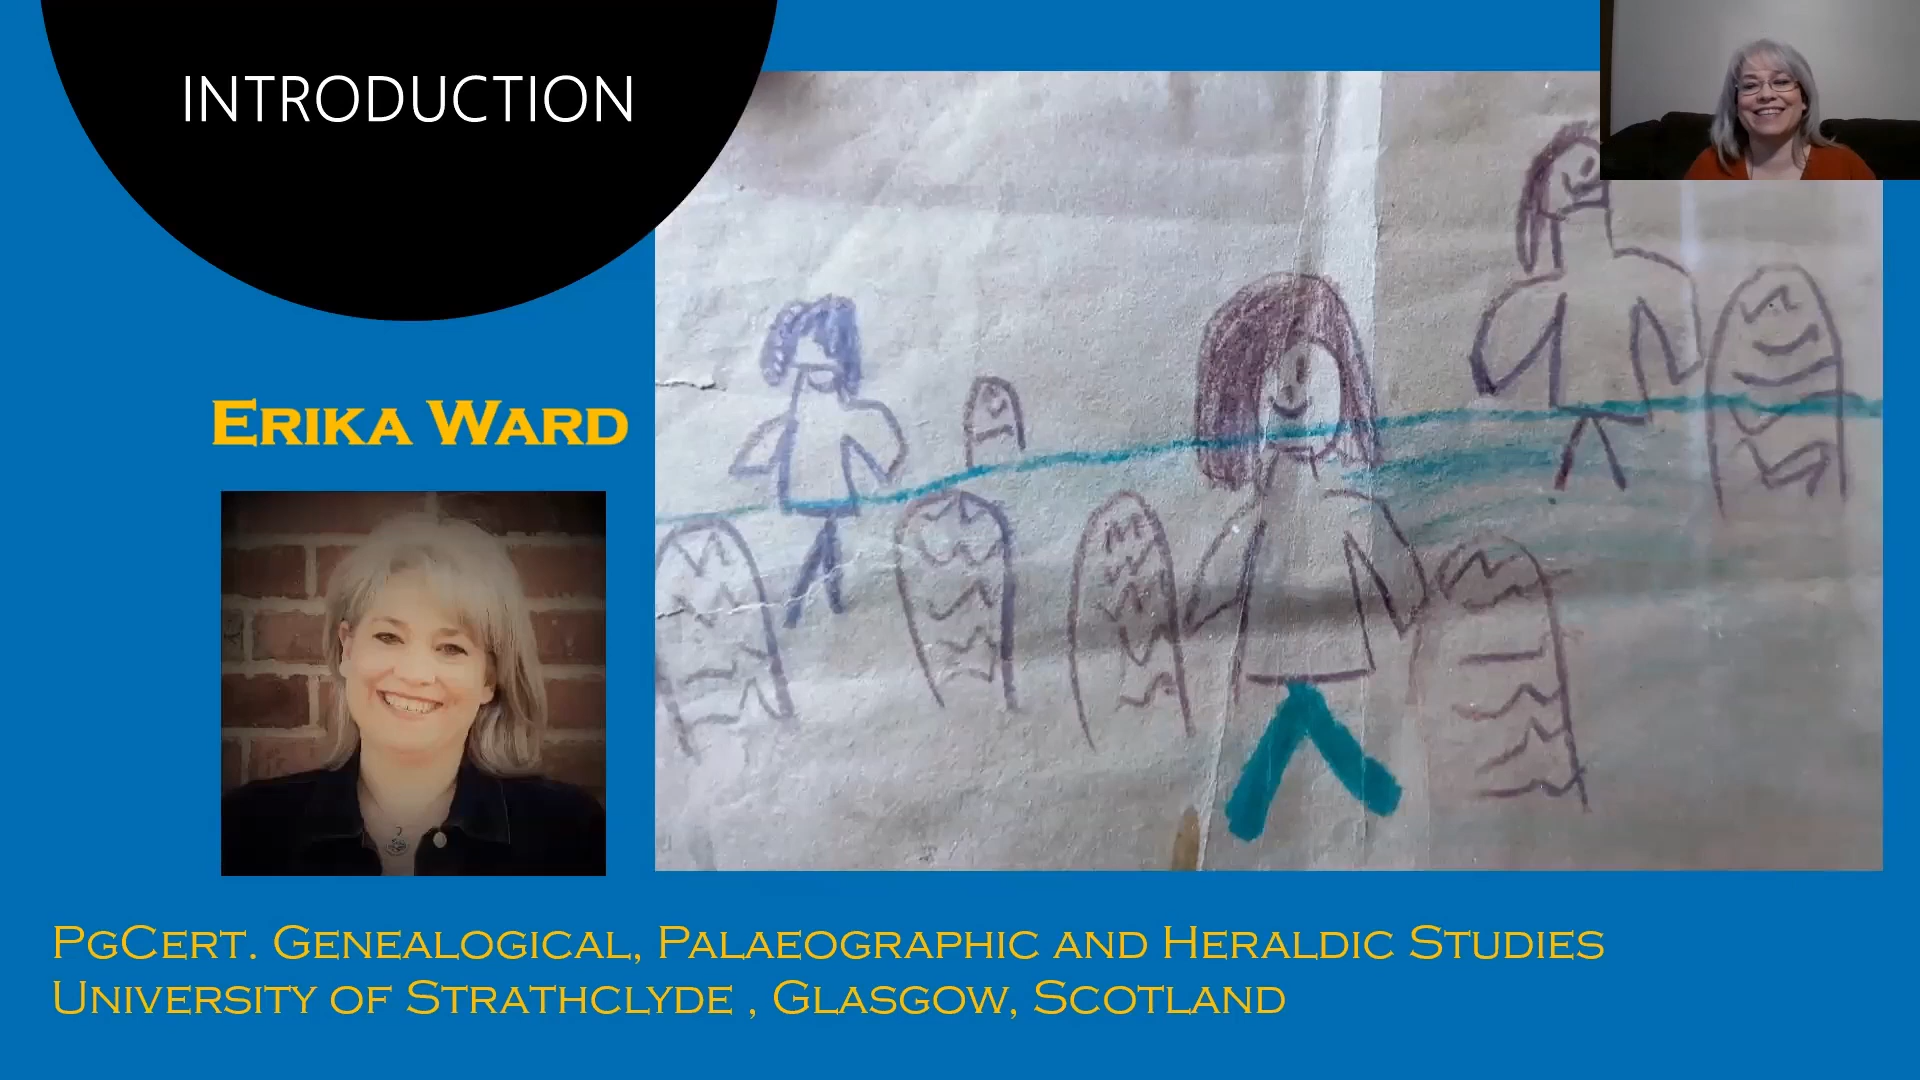 INTRODUCTION
ERIKA WARD
PGCERT. GENEALOGICAL, PALAEOGRAPHIC AND HERALDIC STUDIES
UNIVERSITY OF STRATHCLYDE , GLASGOW, SCOTLAND